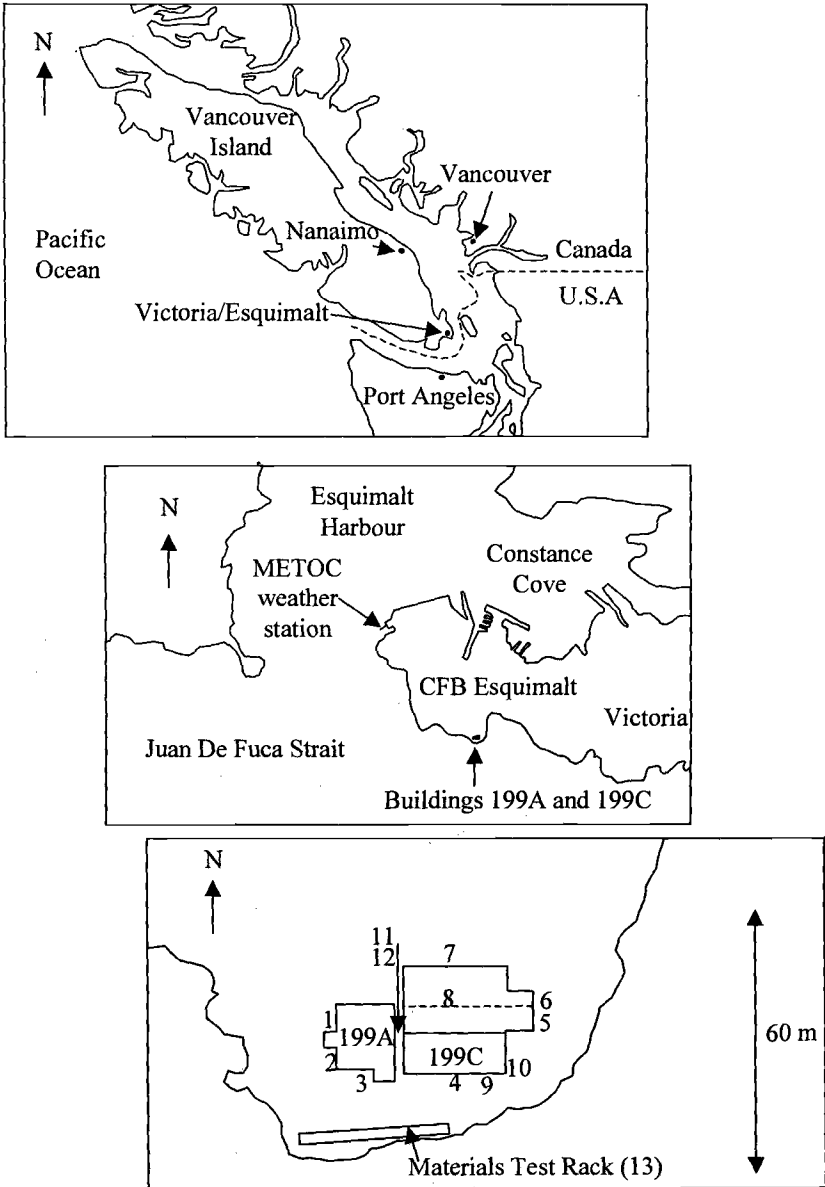 N
Vancouver
Island
Vancouver
Nanaimo
Pacific
Ocean
Canada
U.S.A
Victoria/Esquimalt
Port Angeles
N
Esquimalt
Harbour
METOC
weather
station
Constance
Cove
CFB Esquimalt
Victoria
Juan De Fuca Strait
Buildings 199A and 199C
N
11
12
7
8
6
5
1
199A
2
3
199C
10
4
9
60 m
Materials Test Rack (13)